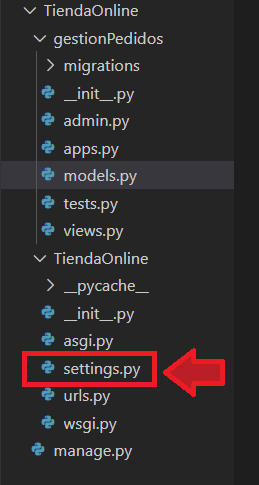 TiendaOnline
gestionPedidos
migrations
__init__.py
admin.py
apps.py
models.py
tests.py
views.py
TiendaOnline
__pycache__
__init__.py
asgi.py
settings.py
urls.py
wsgi.py
manage.py